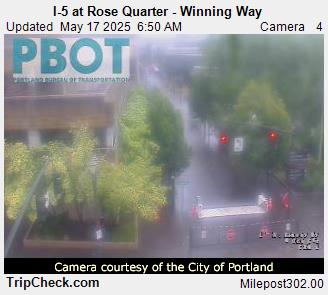 I-5 at Rose Quarter - Winning Way
Updated May 17 2025 6:50 AM Camera 4
PBOT
PORTLAND BUREAU OF TRANSPORTATION
Camera courtesy of the City of Portland
TripCheck.com Milepost302.00